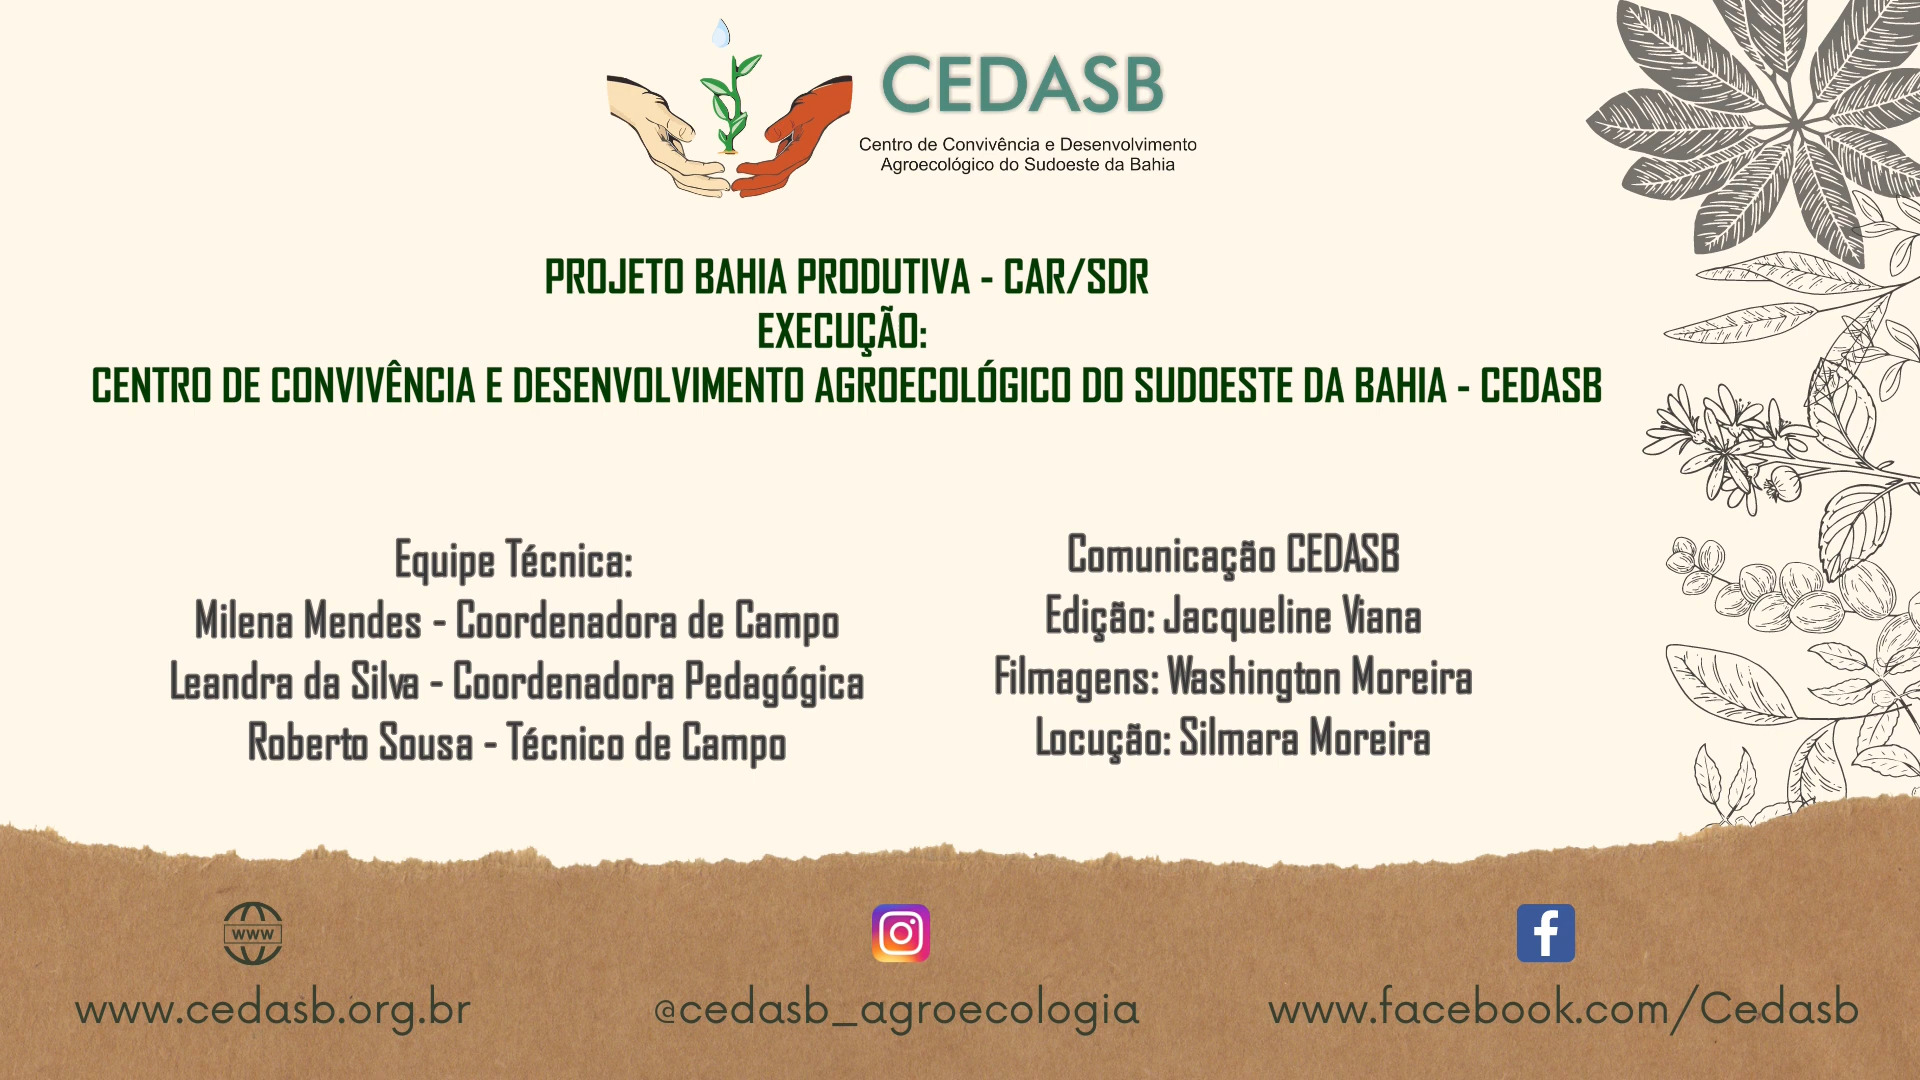 CEDASB
Centro de Convivência e Desenvolvimento
Agroecológico do Sudoeste da Bahia
PROJETO BAHIA PRODUTIVA - CAR/SDR
EXECUÇÃO:
CENTRO DE CONVIVÊNCIA E DESENVOLVIMENTO AGROECOLÓGICO DO SUDOESTE DA BAHIA - CEDASB
Equipe Técnica:
Milena Mendes - Coordenadora de Campo
Leandra da Silva - Coordenadora Pedagógica
Roberto Sousa - Técnico de Campo
Comunicação CEDASB
Edição: Jacqueline Viana
Filmagens: Washington Moreira
Locução: Silmara Moreira
www
www.cedasb.org.br
@cedasb_agroecologia
www.facebook.com/Cedasb